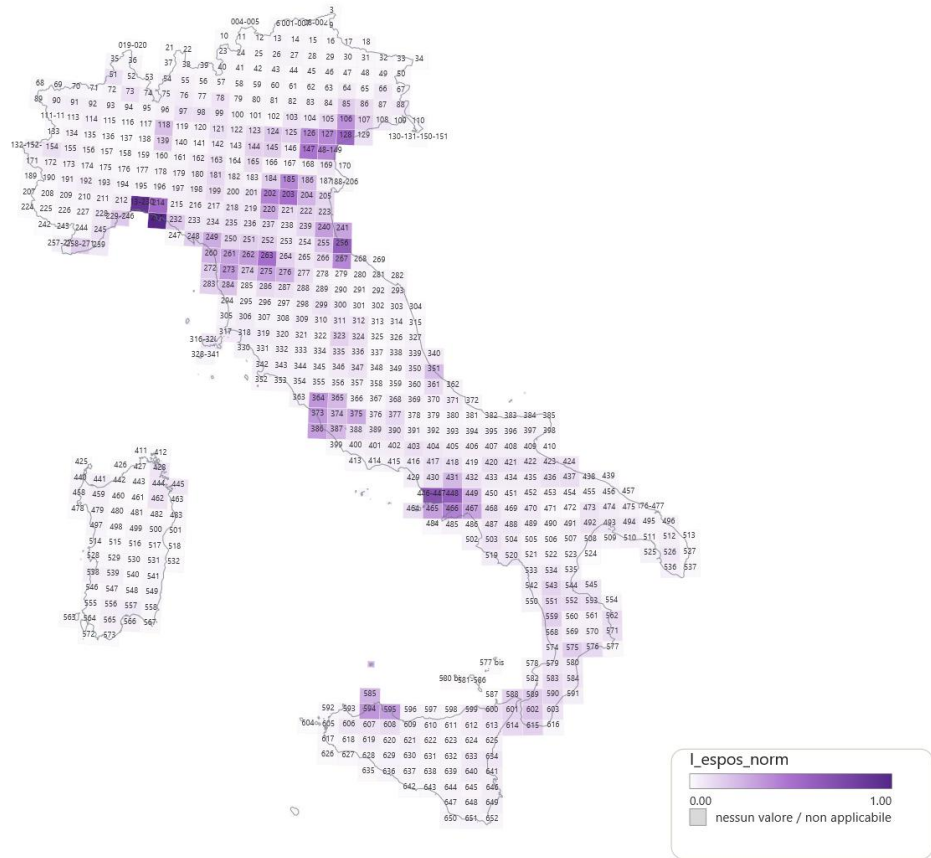 3
004-005 6 001-00 8-002 9
10 11 12 13 14 15 16 17 18
019-020 21 22 23 24 25 26 27 28 29 30 31 32 33 34
35 36 37 38 39 40 41 42 43 44 45 46 47 48 49 50
51 52 53 54 55 56 57 58 59 60 61 62 63 64 65 66 67
68 69 70 71 72 73 74 75 76 77 78 79 80 81 82 83 84 85 86 87 88
89 90 91 92 93 94 95 96 97 98 99 100 101 102 103 104 105 106 107 108 109 110
111-11 113 114 115 116 117 118 119 120 121 122 123 124 125 126 127 128 129 130-131-150-151
133 134 135 136 137 138 139 140 141 142 143 144 145 146 147 48-149
132-152- 154 155 156 157 158 159 160 161 162 163 164 165 166 167 168 169 170
171 172 173 174 175 176 177 178 179 180 181 182 183 184 185 186 187 188-206
189 190 191 192 193 194 195 196 197 198 199 200 201 202 203 204 205
207 208 209 210 211 212 214 215 216 217 218 219 220 221 222 223
224 225 226 227 228 229-246 232 233 234 235 236 237 238 239 240 241
242 243 244 245 247 248 249 250 251 252 253 254 255 256
257-2 258-271 259 260 261 262 263 264 265 266 267 268 269
272 273 274 275 276 277 278 279 280 281 282
283 284 285 286 287 288 289 290 291 292 293
294 295 296 297 298 299 300 301 302 303 304
305 306 307 308 309 310 311 312 313 314 315
316-32 317 318 319 320 321 322 323 324 325 326 327
328-341 330 331 332 333 334 335 336 337 338 339 340
342 343 344 345 346 347 348 349 350 351
352 353 354 355 356 357 358 359 360 361 362
363 364 365 366 367 368 369 370 371 372
373 374 375 376 377 378 379 380 381 382 383 384 385
386 387 388 389 390 391 392 393 394 395 396 397 398
399 400 401 402 403 404 405 406 407 408 409 410
411 412 413 414 415 416 417 418 419 420 421 422 423 424
425 426 427 428 429 430 431 432 433 434 435 436 437 438 439
440 441 442 443 444 445 448 449 450 451 452 453 454 455 456 457
458 459 460 461 462 463 464 465 466 467 468 469 470 471 472 473 474 475 76-477
478 479 480 481 482 483 484 485 486 487 488 489 490 491 492 493 494 495 496
497 498 499 500 501 502 503 504 505 506 507 508 509 510 511 512 513
514 515 516 517 518 519 520 521 522 523 524 525 526 527
528 529 530 531 532 533 534 535 536 537
538 539 540 541 542 543 544 545
546 547 548 549 550 551 552 553 554
555 556 557 558 559 560 561 562
563 564 565 566 567 568 569 570 571
572 573 574 575 576 577
577 bis 578 579 580
580 b 581-586 582 583 584
585 587 588 589 590 591
592 593 594 595 596 597 598 599 600 601 602 603
604 605 606 607 608 609 610 611 612 613 614 615 616
617 618 619 620 621 622 623 624 625
626 627 628 629 630 631 632 633 634
635 636 637 638 639 640 641
642 643 644 645 646
647 648 649
650 651 652
I_espos_norm
0.00 1.00
nessun valore / non applicabile